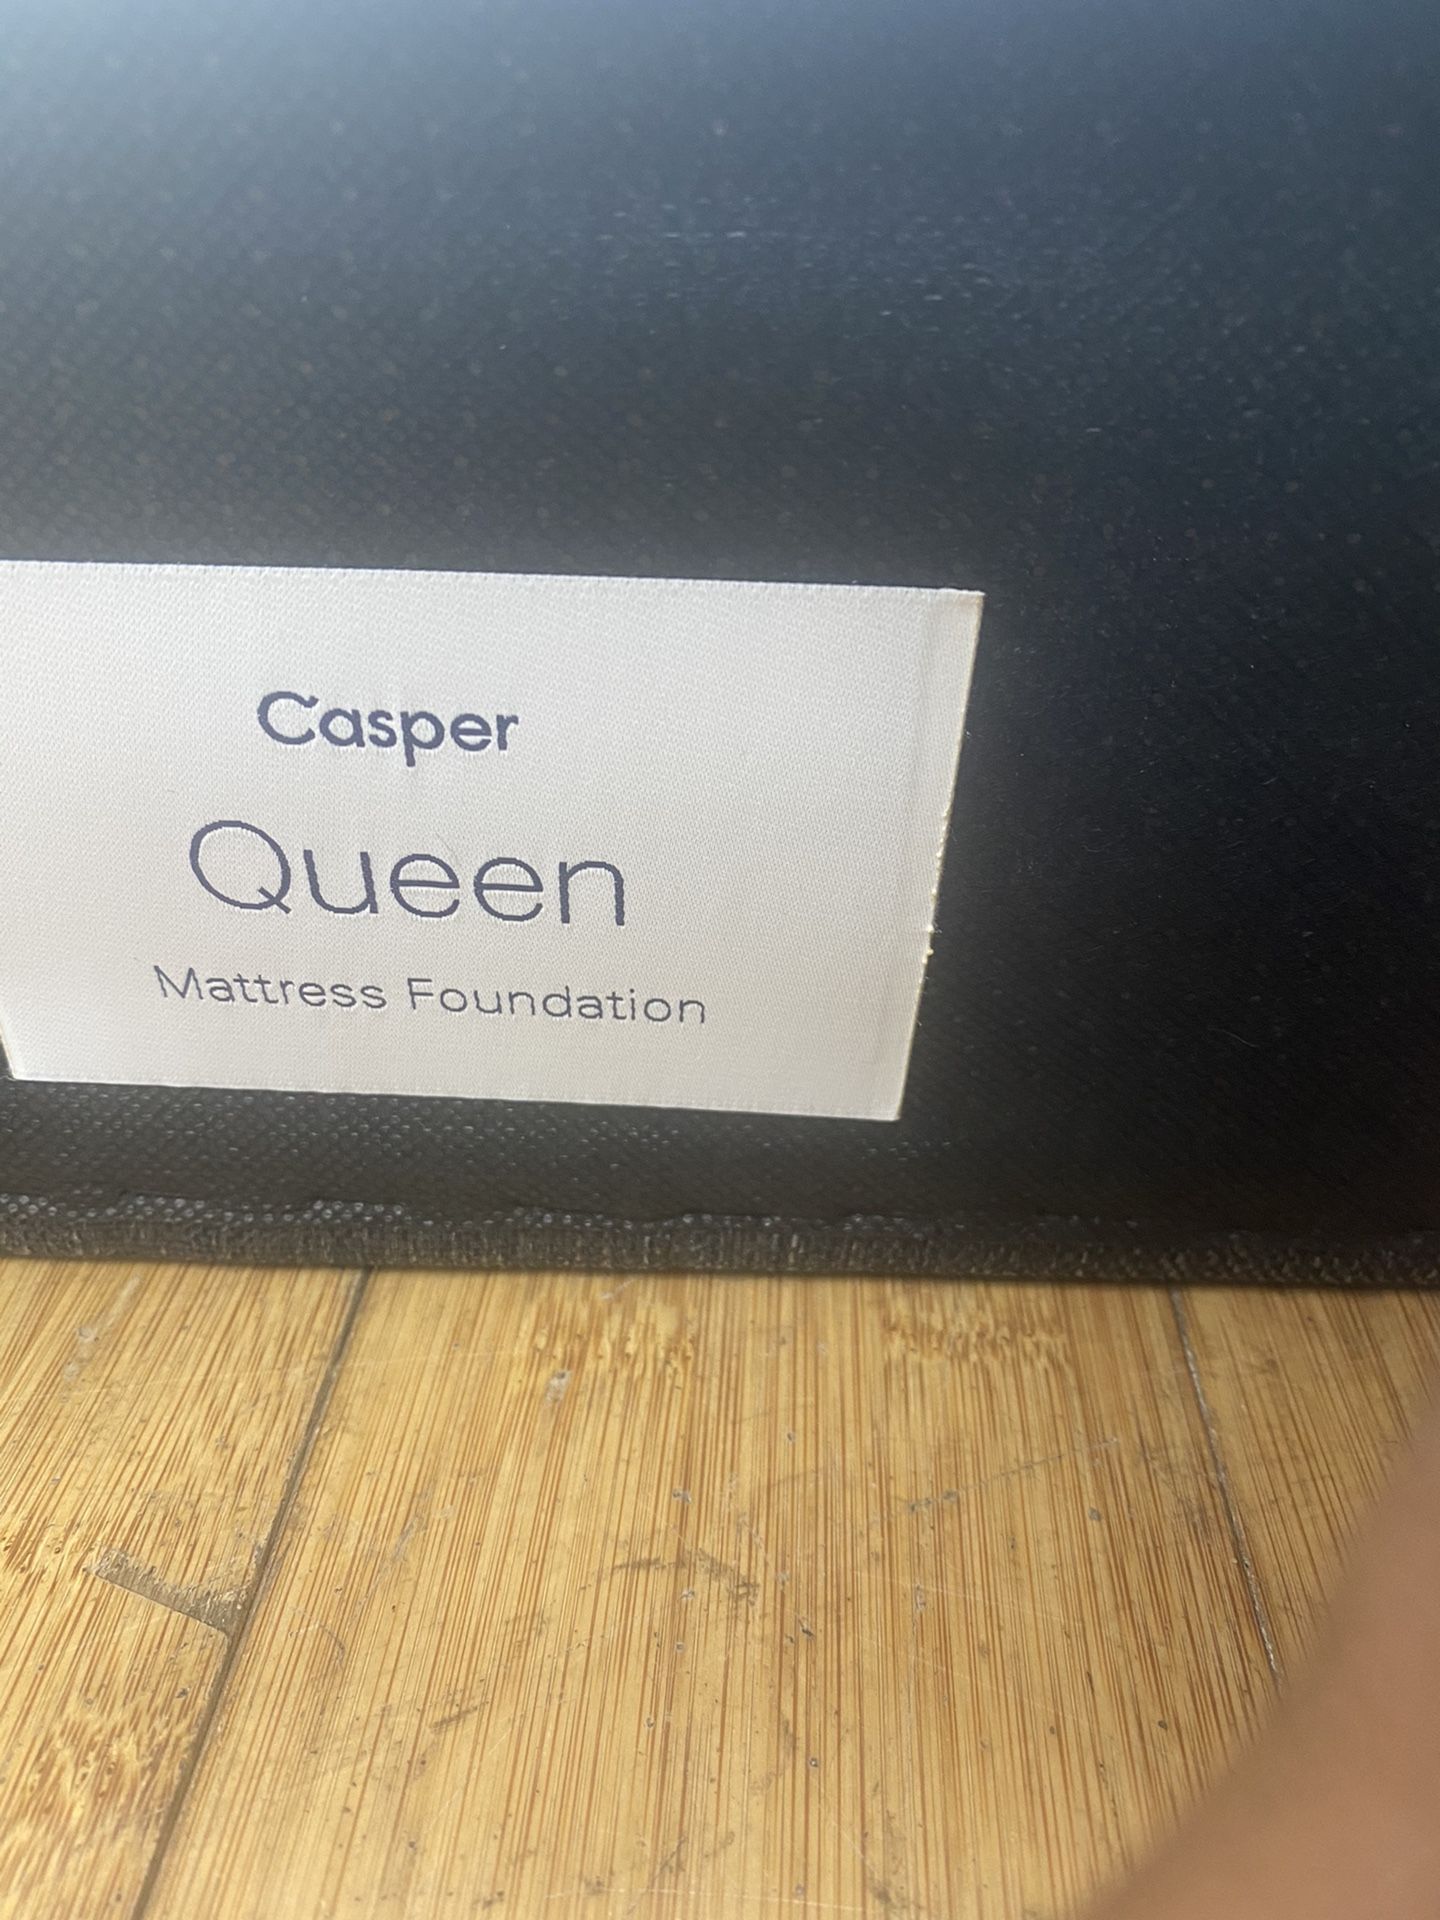 Casper
Queen
Mattress Foundation